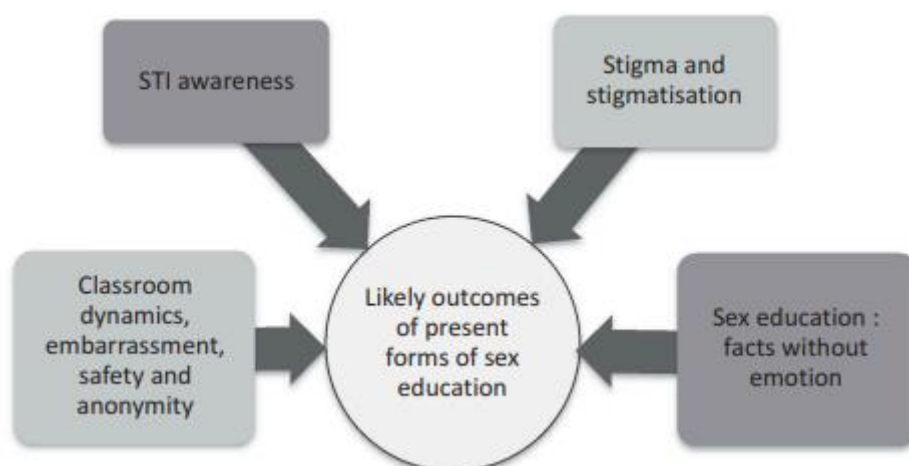 STI awareness
Stigma and
stigmatisation
Classroom
dynamics,
embarrassment,
safety and
anonymity
Likely outcomes
of present
forms of sex
education
Sex education :
facts without
emotion